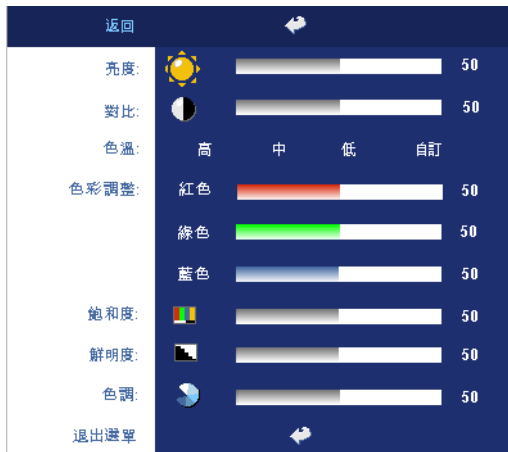 返回
亮度: 50
對比: 50
色溫: 高 中 低 自訂
色彩調整: 紅色 50
綠色 50
藍色 50
飽和度: 50
鮮明度: 50
色調: 50
退出選單